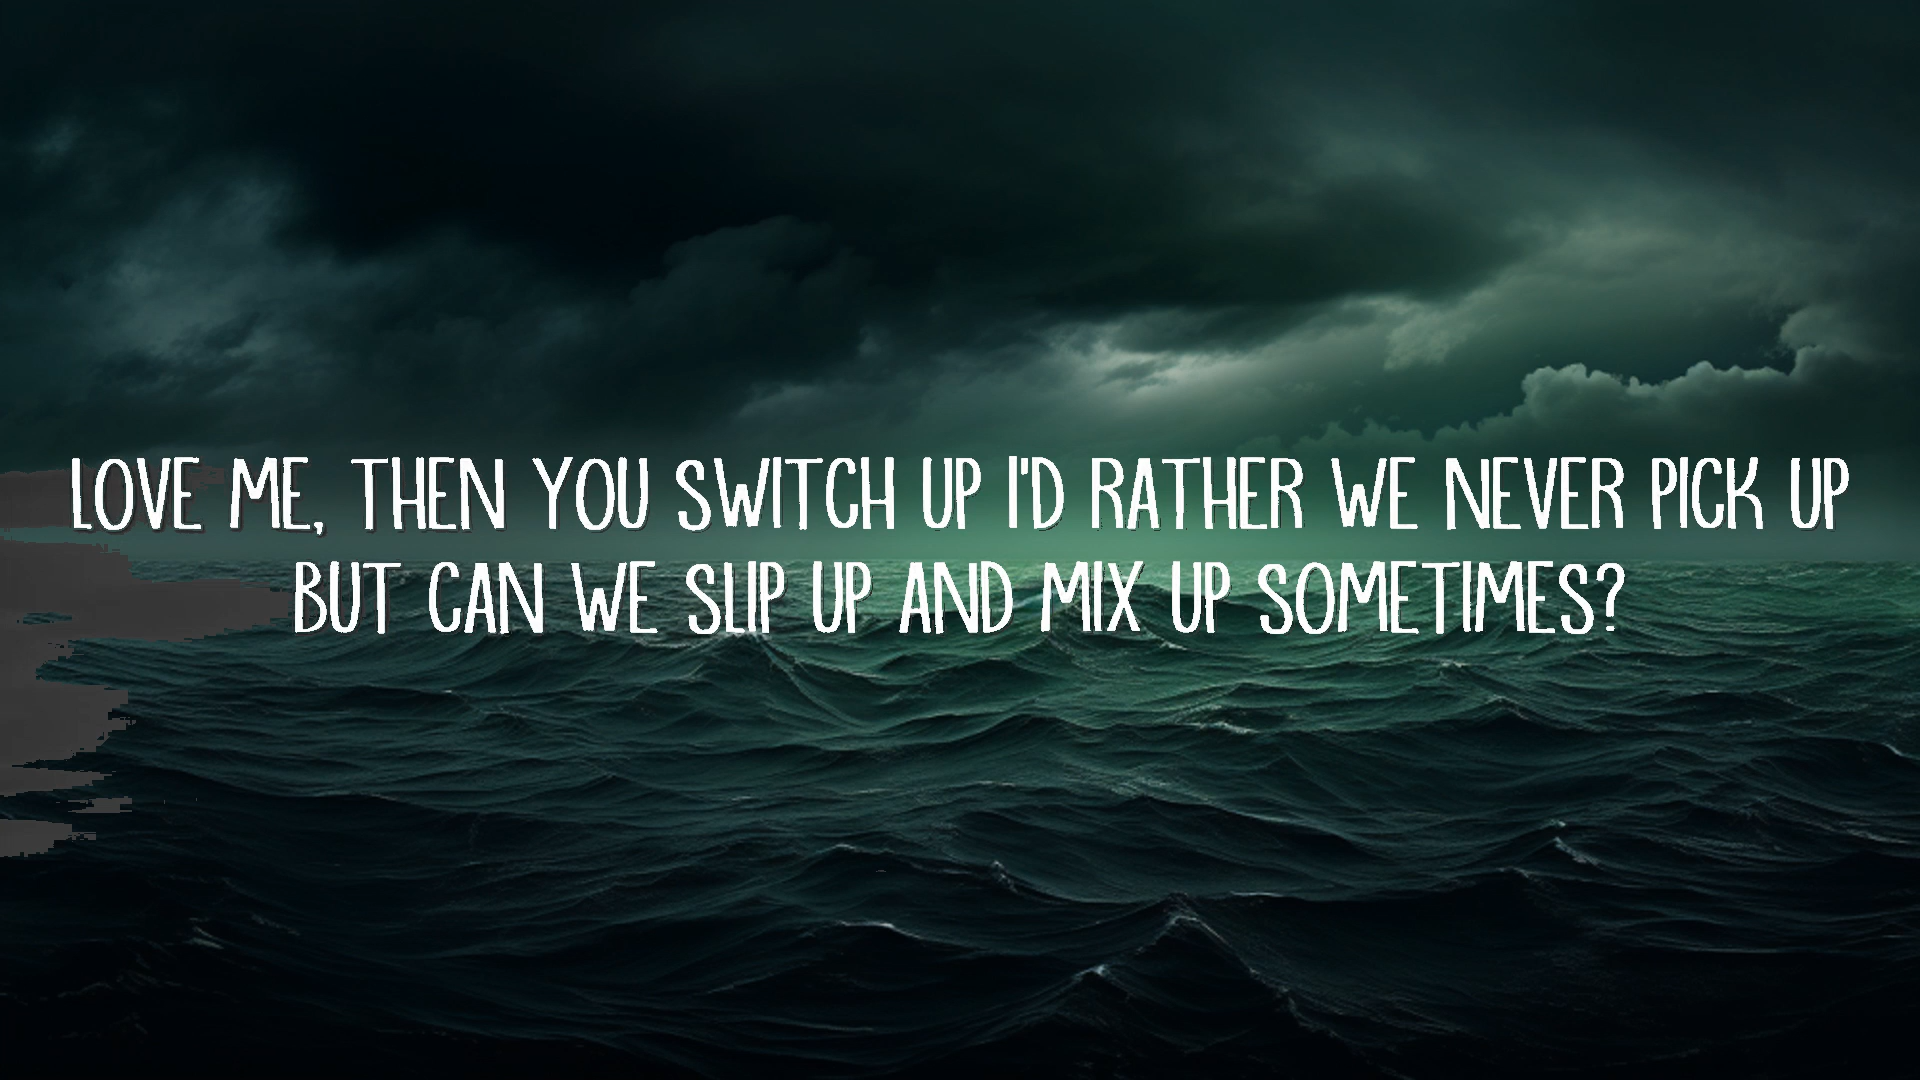 LOVE ME, THEN YOU SWITCH UP I'D RATHER WE NEVER PICK UP
BUT CAN WE SLIP UP AND MIX UP SOMETIMES?